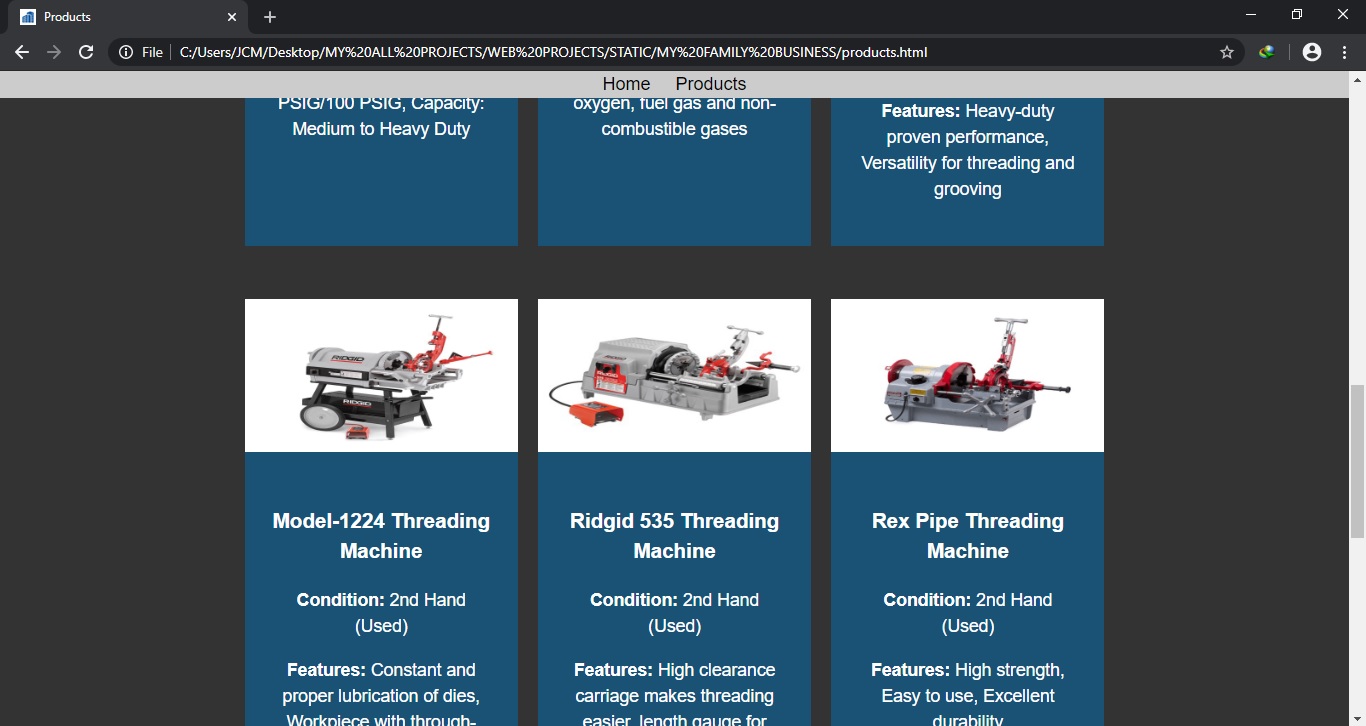 Products
File
C:/Users/JCM/Desktop/MY%20ALL%20PROJECTS/WEB%20PROJECTS/STATIC/MY%20FAMILY%20BUSINESS/products.html
Home Products
PSIG/100 PSIG, Capacity:
Medium to Heavy Duty
oxygen, fuel gas and non-
combustible gases
Features: Heavy-duty
proven performance,
Versatility for threading and
grooving
RIDGID
RIDGID
RIDGID
Model-1224 Threading
Machine
Condition: 2nd Hand
(Used)
Features: Constant and
proper lubrication of dies,
Workpiece with through-
Ridgid 535 Threading
Machine
Condition: 2nd Hand
(Used)
Features: High clearance
carriage makes threading
easier, length gauge for
Rex Pipe Threading
Machine
Condition: 2nd Hand
(Used)
Features: High strength,
Easy to use, Excellent
durability